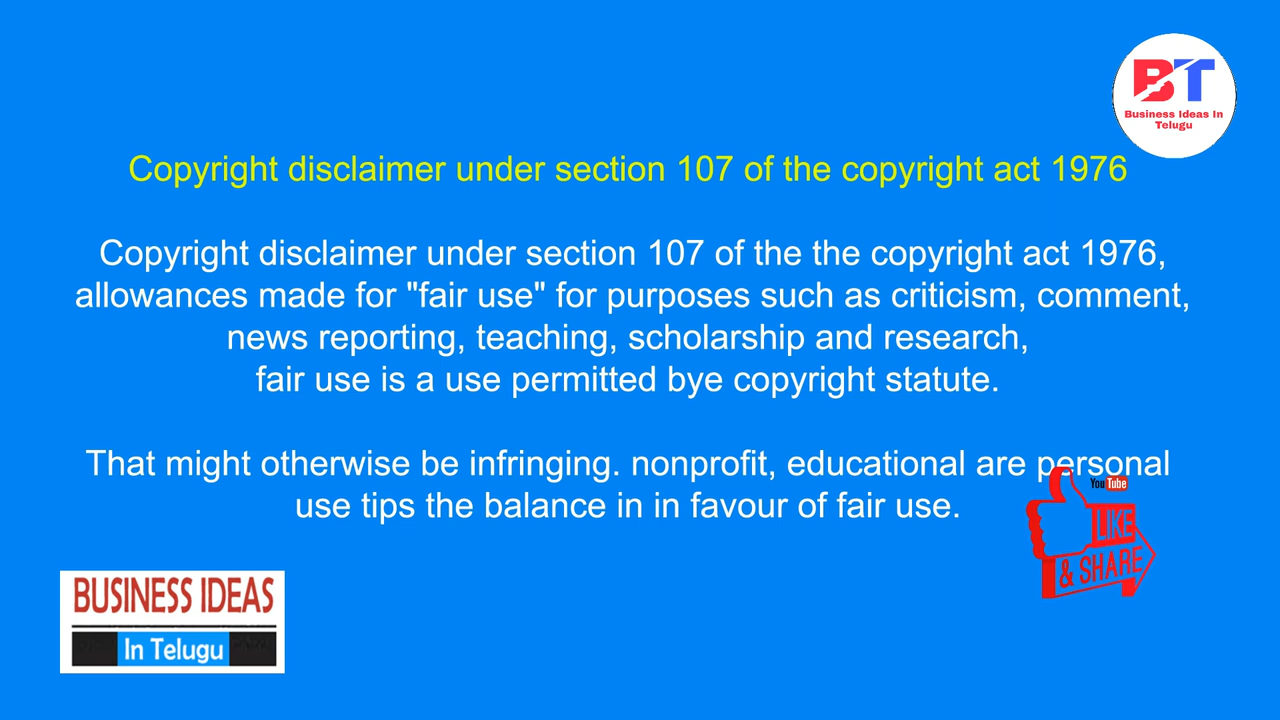 BT
Business Ideas In
Telugu
Copyright disclaimer under section 107 of the copyright act 1976
Copyright disclaimer under section 107 of the the copyright act 1976,
allowances made for "fair use" for purposes such as criticism, comment,
news reporting, teaching, scholarship and research,
fair use is a use permitted bye copyright statute.
That might otherwise be infringing. nonprofit, educational are personal
use tips the balance in in favour of fair use.
You Tube
LIKE
& SHARE
BUSINESS IDEAS
In Telugu